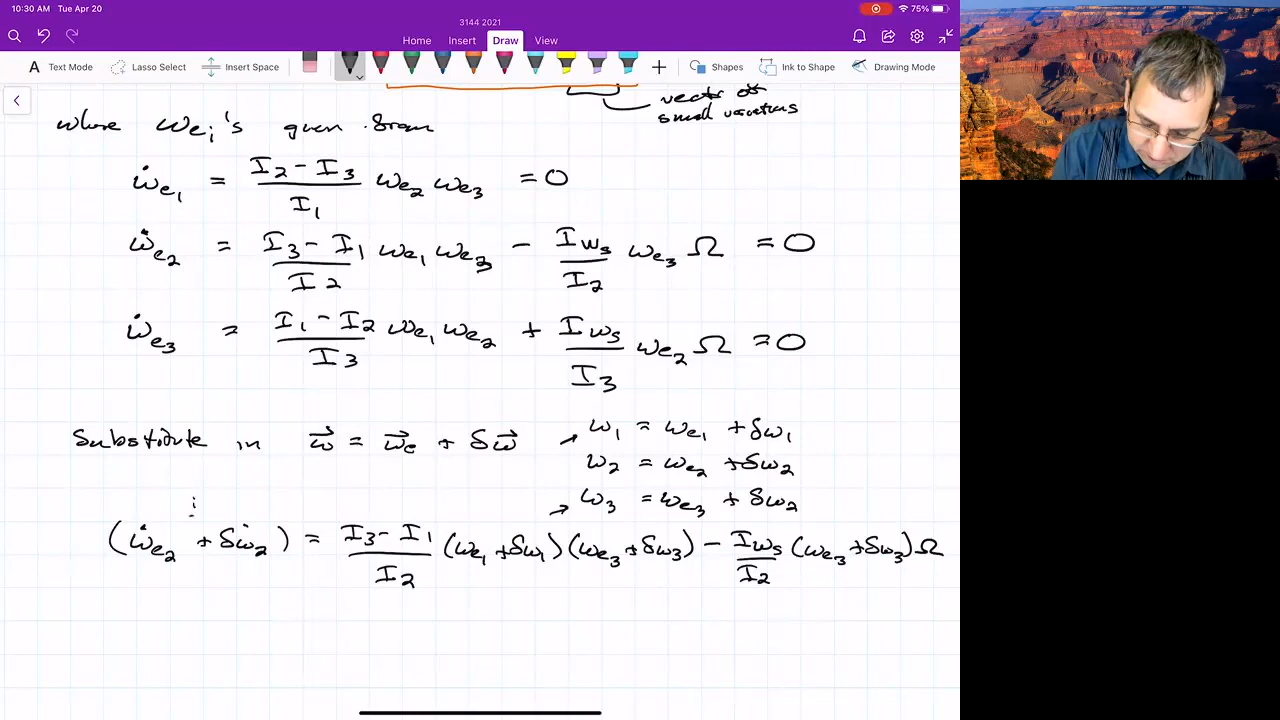 10:30 AM Tue Apr 20 75%
3144 2021
Home Insert Draw View
Text Mode Lasso Select Insert Space Shapes Ink to Shape Drawing Mode
vector of
small variations
where ωe_i's given from
ω̇e₁ = (I₂ − I₃)/I₁ ωe₂ ωe₃ = 0
ω̇e₂ = (I₃ − I₁)/I₂ ωe₁ ωe₃ − Iws/I₂ ωe₃ Ω = 0
ω̇e₃ = (I₁ − I₂)/I₃ ωe₁ ωe₂ + Iws/I₃ ωe₂ Ω = 0
Substitute in ω⃗ = ω⃗e + δω⃗
ω₁ = ωe₁ + δω₁
ω₂ = ωe₂ + δω₂
ω₃ = ωe₃ + δω₂
(ω̇e₂ + δω̇₂) = (I₃ − I₁)/I₂ (ωe₁ + δω₁)(ωe₃ + δω₃) − Iws/I₂ (ωe₃ + δω₃)Ω